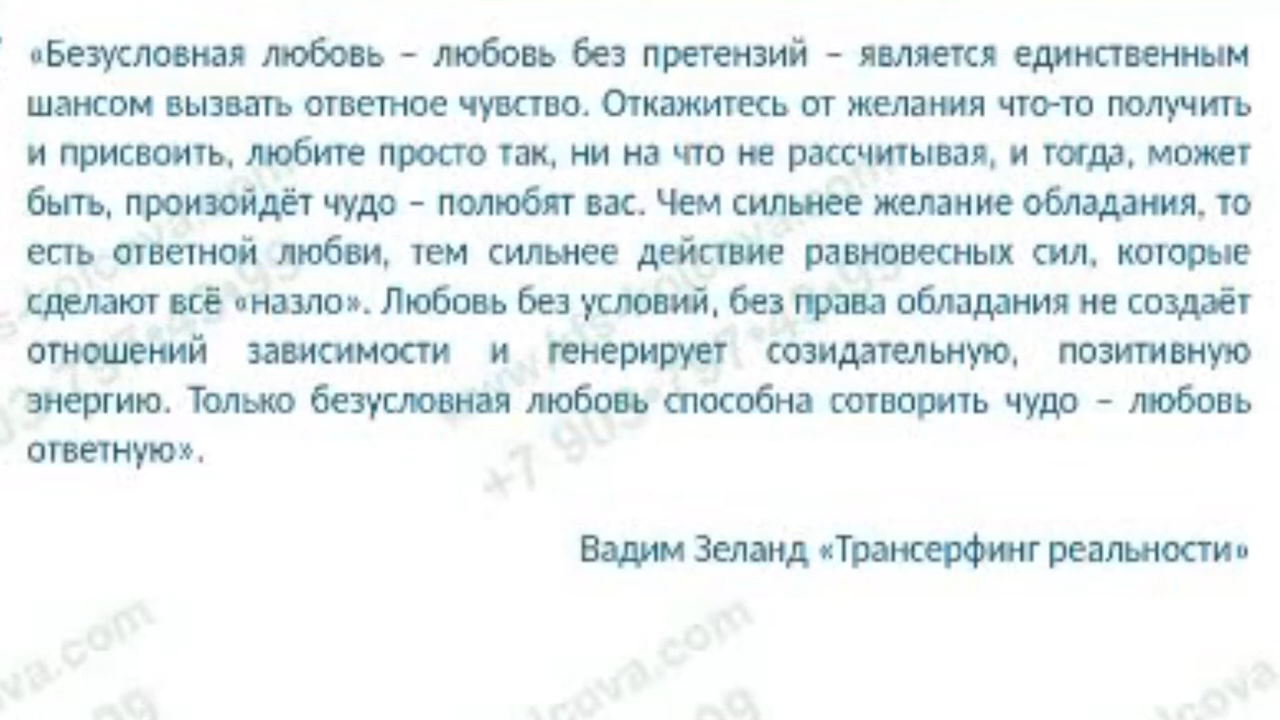 «Безусловная любовь – любовь без претензий – является единственным
шансом вызвать ответное чувство. Откажитесь от желания что-то получить
и присвоить, любите просто так, ни на что не рассчитывая, и тогда, может
быть, произойдёт чудо – полюбят вас. Чем сильнее желание обладания, то
есть ответной любви, тем сильнее действие равновесных сил, которые
сделают всё «назло». Любовь без условий, без права обладания не создаёт
отношений зависимости и генерирует созидательную, позитивную
энергию. Только безусловная любовь способна сотворить чудо – любовь
ответную».
Вадим Зеланд «Трансерфинг реальности»